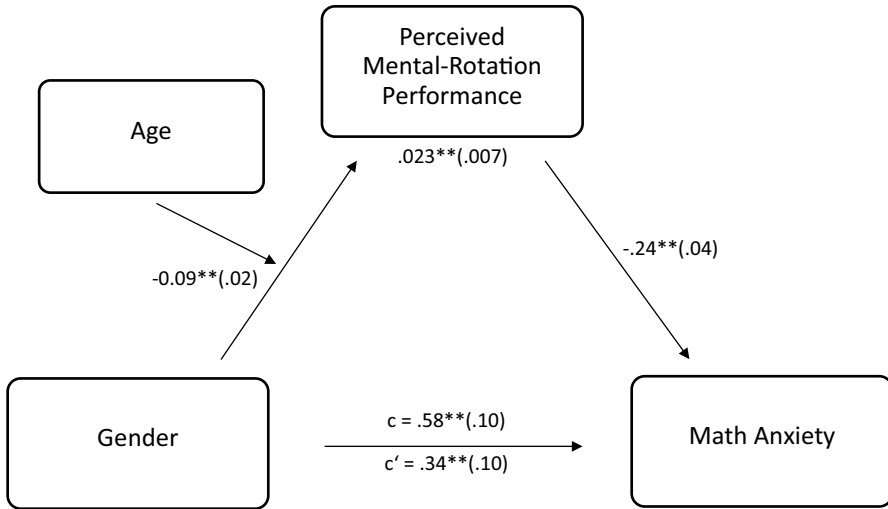 Perceived
Mental-Rotation
Performance
Age
.023**(.007)
-0.09**(.02)
-.24**(.04)
Gender
c = .58**(.10)
c‘ = .34**(.10)
Math Anxiety